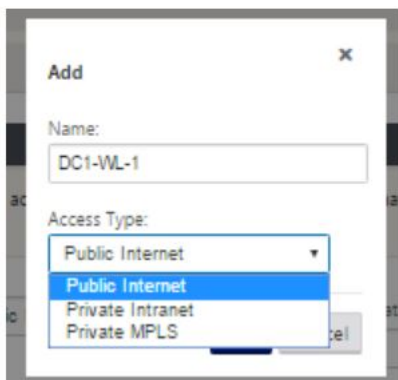 Add
×
Name:
DC1-WL-1
Access Type:
Public Internet
Public Internet
Private Intranet
Private MPLS